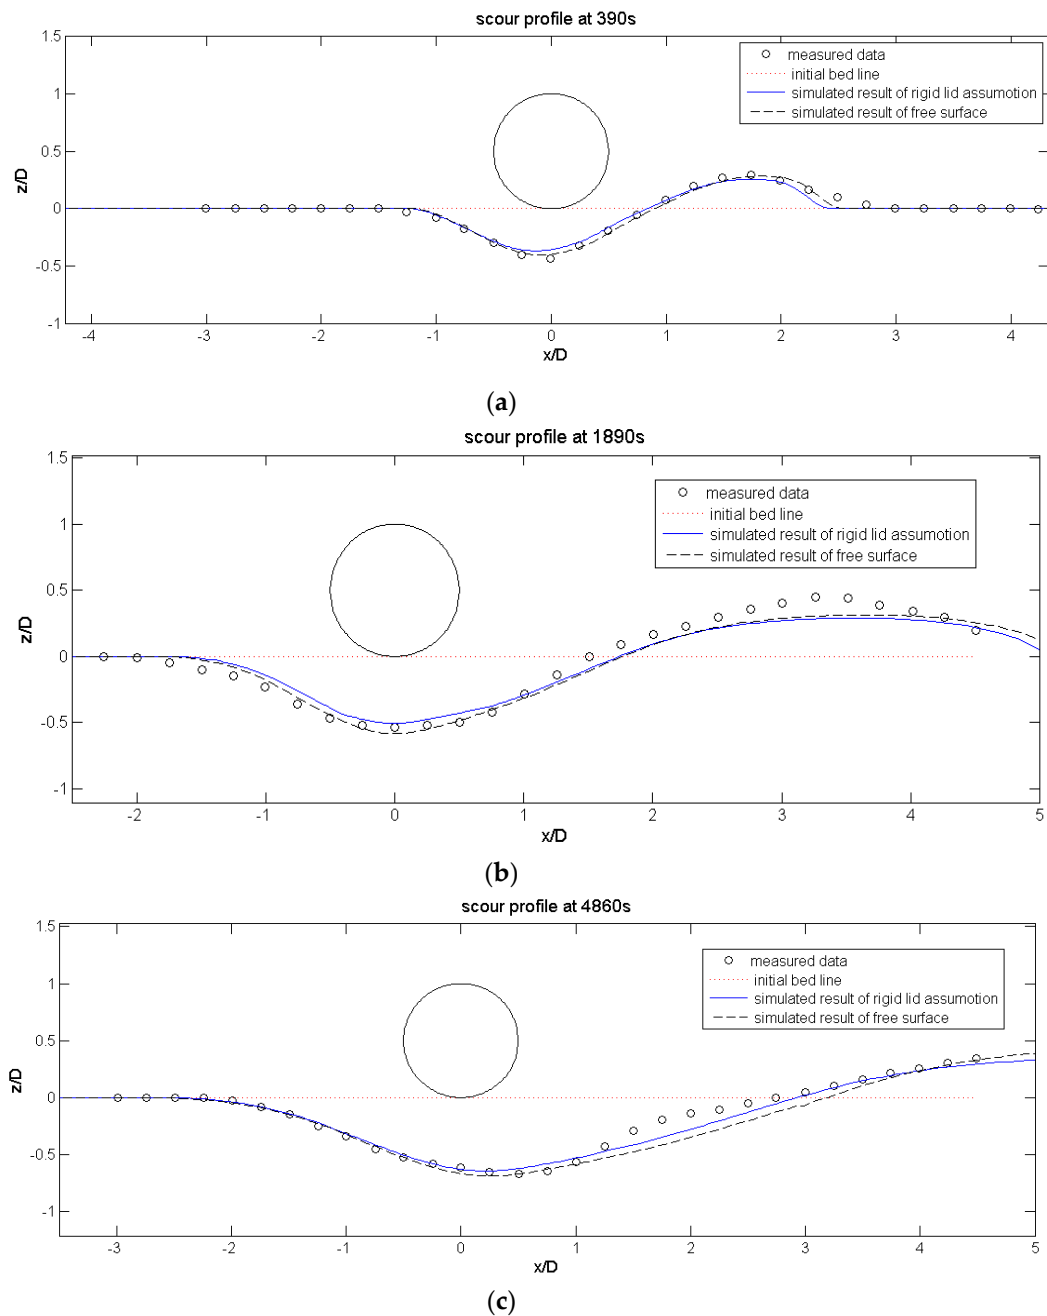 scour profile at 390s
1.5
1
0.5
0
-0.5
-1
z/D
measured data
initial bed line
simulated result of rigid lid assumotion
simulated result of free surface
-4 -3 -2 -1 0 1 2 3 4
x/D
(a)
scour profile at 1890s
1.5
1
0.5
0
-0.5
-1
z/D
measured data
initial bed line
simulated result of rigid lid assumotion
simulated result of free surface
-2 -1 0 1 2 3 4 5
x/D
(b)
scour profile at 4860s
1.5
1
0.5
0
-0.5
-1
z/D
measured data
initial bed line
simulated result of rigid lid assumotion
simulated result of free surface
-3 -2 -1 0 1 2 3 4 5
x/D
(c)